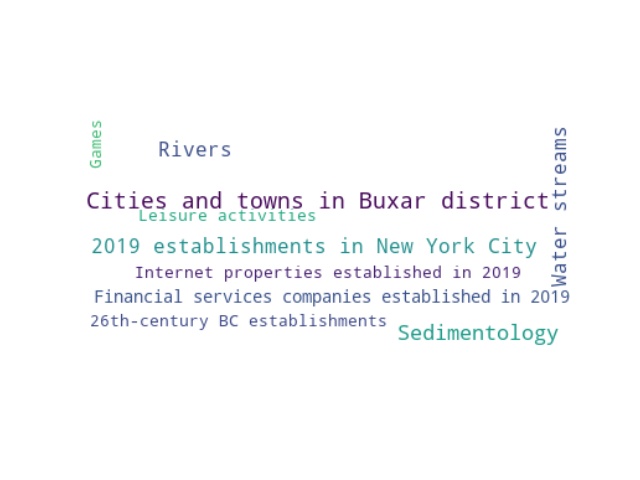 Games
Rivers
Water streams
Cities and towns in Buxar district
Leisure activities
2019 establishments in New York City
Internet properties established in 2019
Financial services companies established in 2019
26th-century BC establishments
Sedimentology